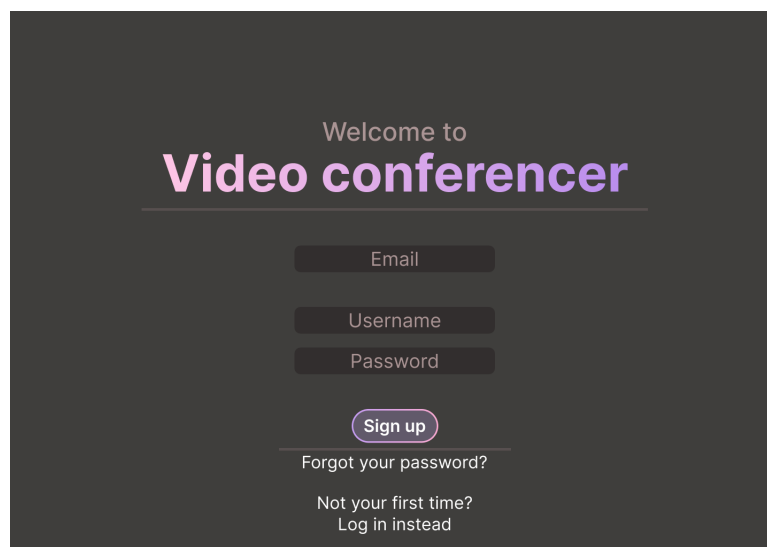 Welcome to
Video conferencer
Email
Username
Password
Sign up
Forgot your password?
Not your first time?
Log in instead